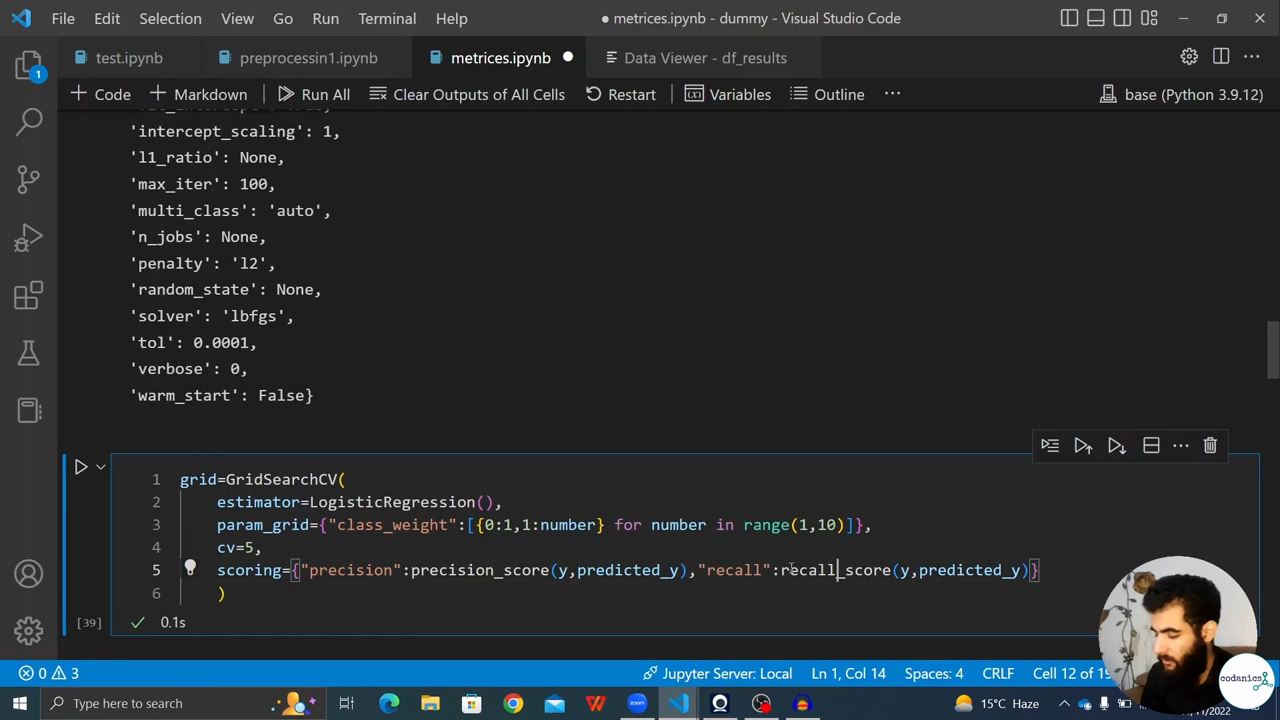 File Edit Selection View Go Run Terminal Help
● metrices.ipynb - dummy - Visual Studio Code
test.ipynb preprocessin1.ipynb metrices.ipynb Data Viewer - df_results
Code Markdown Run All Clear Outputs of All Cells Restart Variables Outline ··· base (Python 3.9.12)
'intercept_scaling': 1,
'l1_ratio': None,
'max_iter': 100,
'multi_class': 'auto',
'n_jobs': None,
'penalty': 'l2',
'random_state': None,
'solver': 'lbfgs',
'tol': 0.0001,
'verbose': 0,
'warm_start': False}
1 grid=GridSearchCV(
2 estimator=LogisticRegression(),
3 param_grid={"class_weight":[{0:1,1:number} for number in range(1,10)]},
4 cv=5,
5 scoring={"precision":precision_score(y,predicted_y),"recall":recall_score(y,predicted_y)}
6 )
[39] 0.1s
0 3 Jupyter Server: Local Ln 1, Col 14 Spaces: 4 CRLF Cell 12 of
Type here to search 15°C Haze
1
zoom
codanics